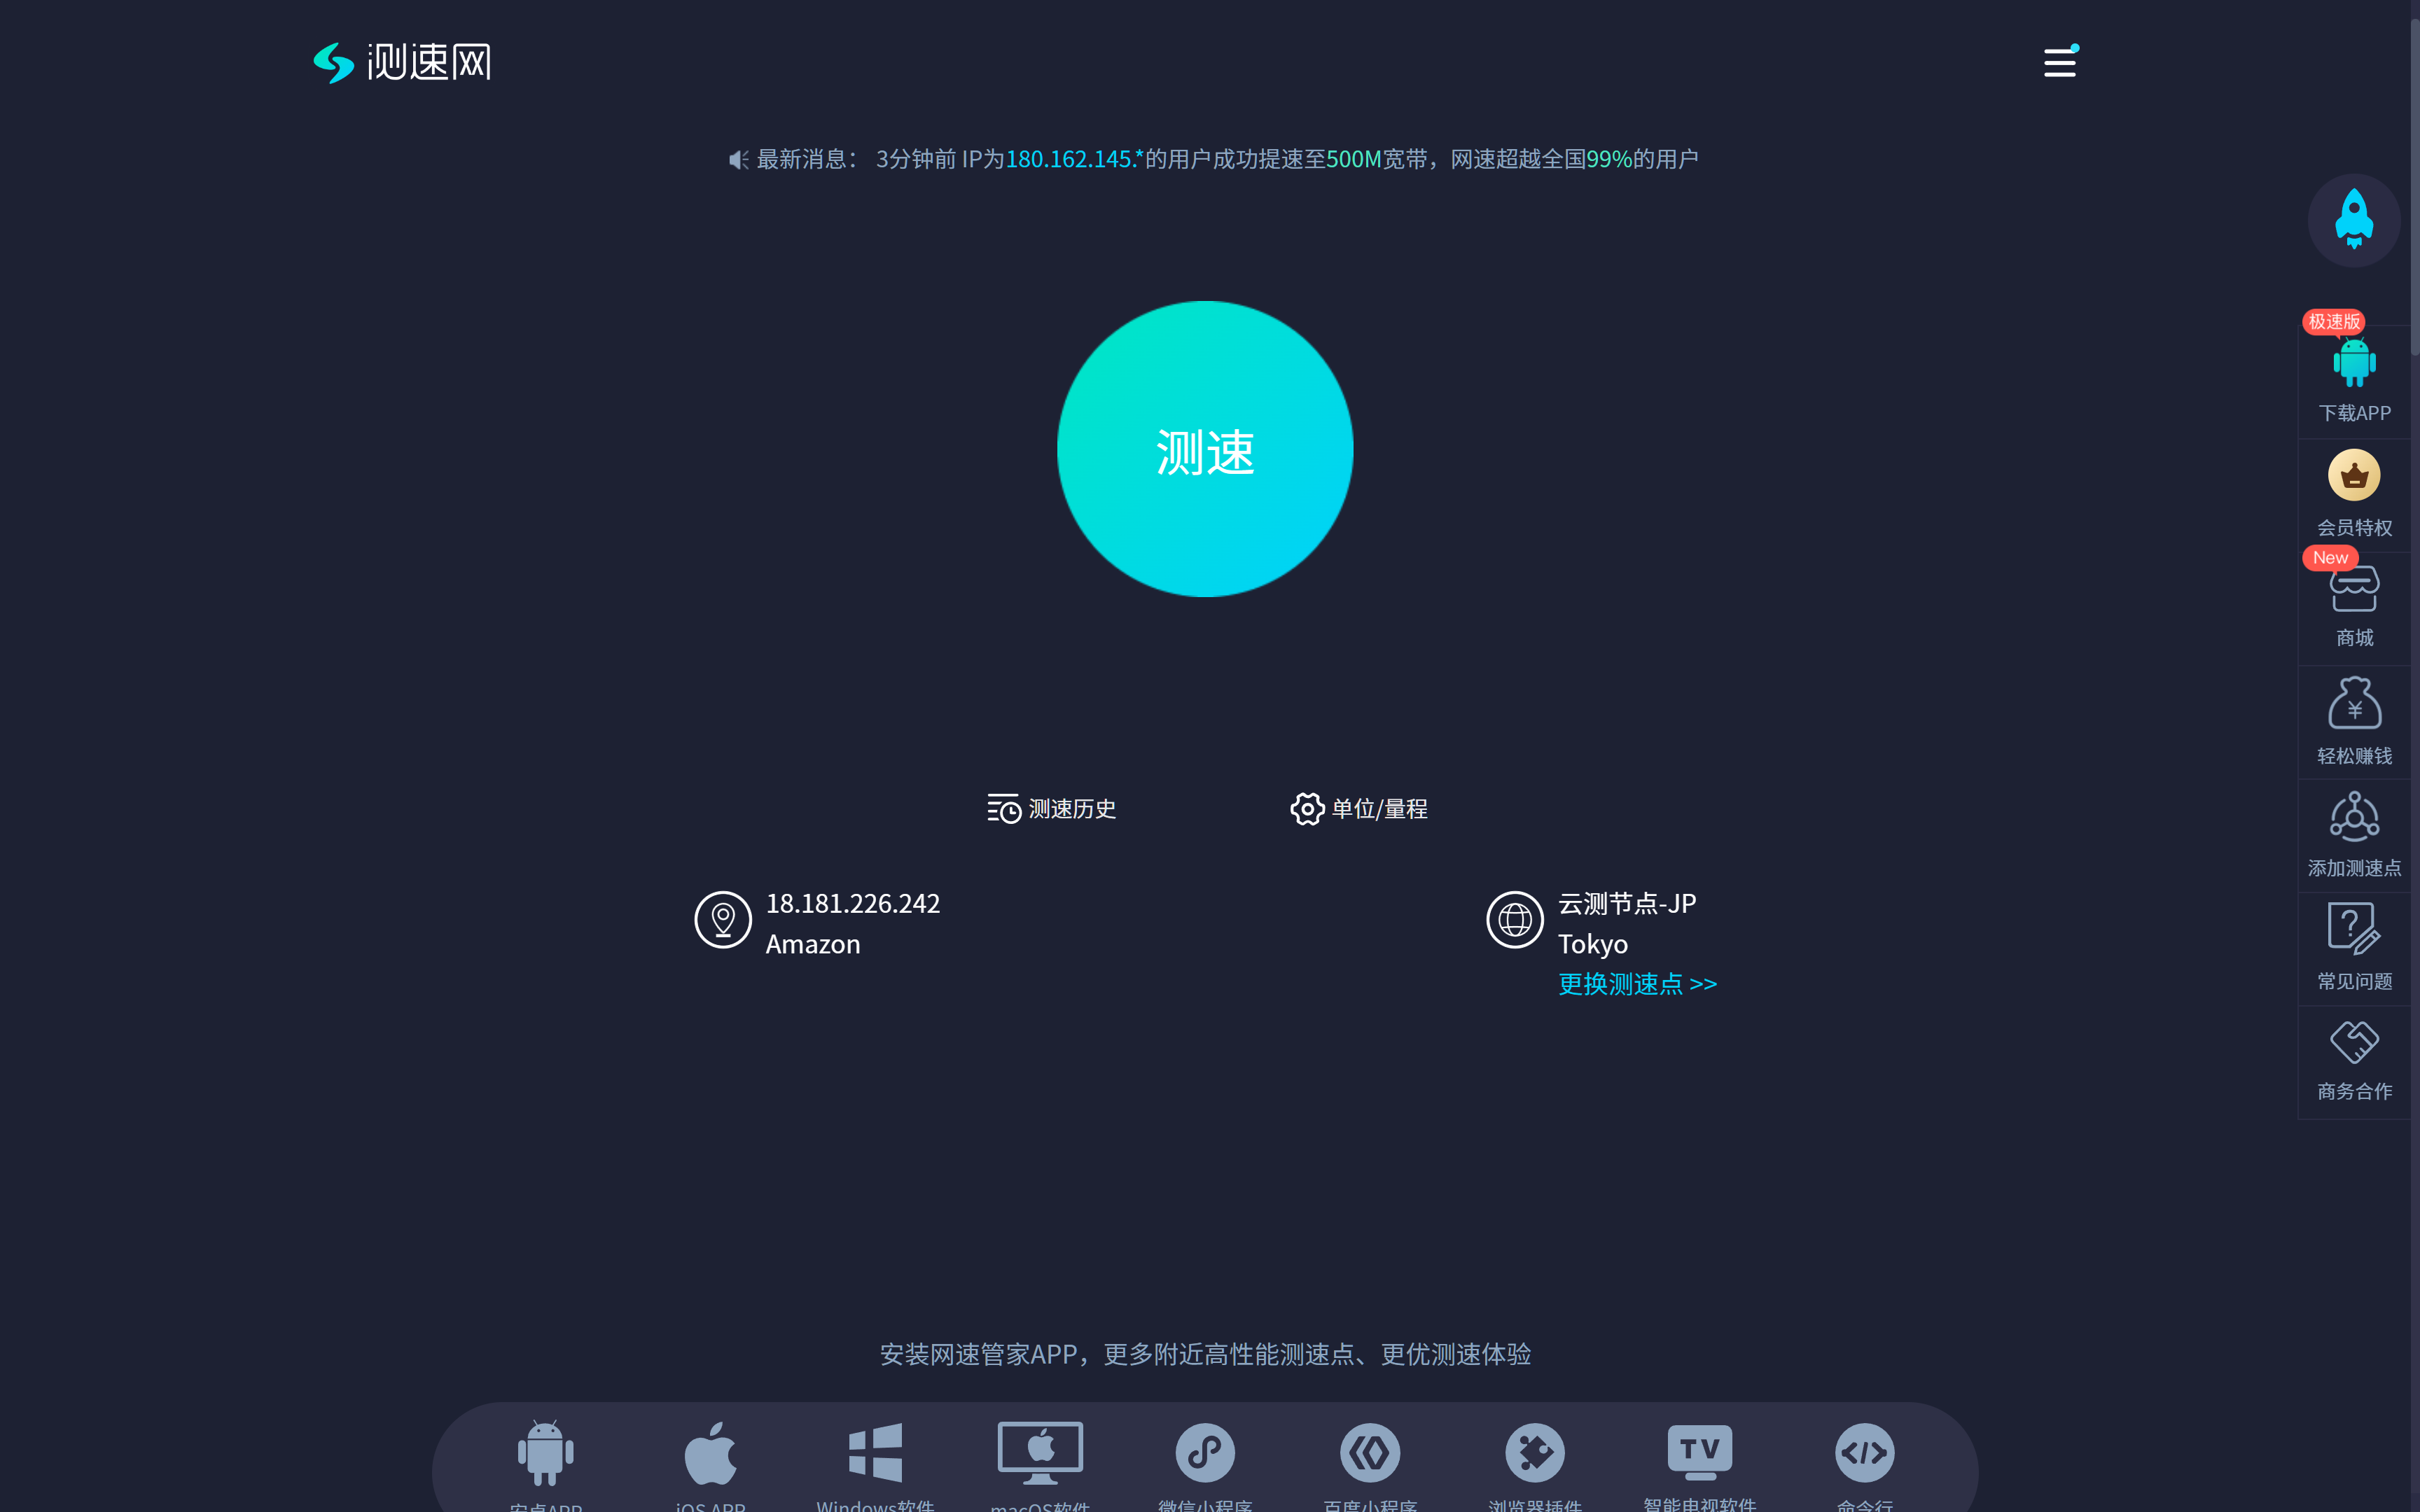 测速网
最新消息： 3分钟前 IP为180.162.145.*的用户成功提速至500M宽带，网速超越全国99%的用户
测速
测速历史
单位/量程
18.181.226.242
Amazon
云测节点-JP
Tokyo
更换测速点 >>
极速版
下载APP
会员特权
New
商城
轻松赚钱
添加测速点
常见问题
商务合作
安装网速管家APP，更多附近高性能测速点、更优测速体验
TV
安卓APP
iOS APP
Windows软件
macOS软件
微信小程序
百度小程序
浏览器插件
智能电视软件
命令行